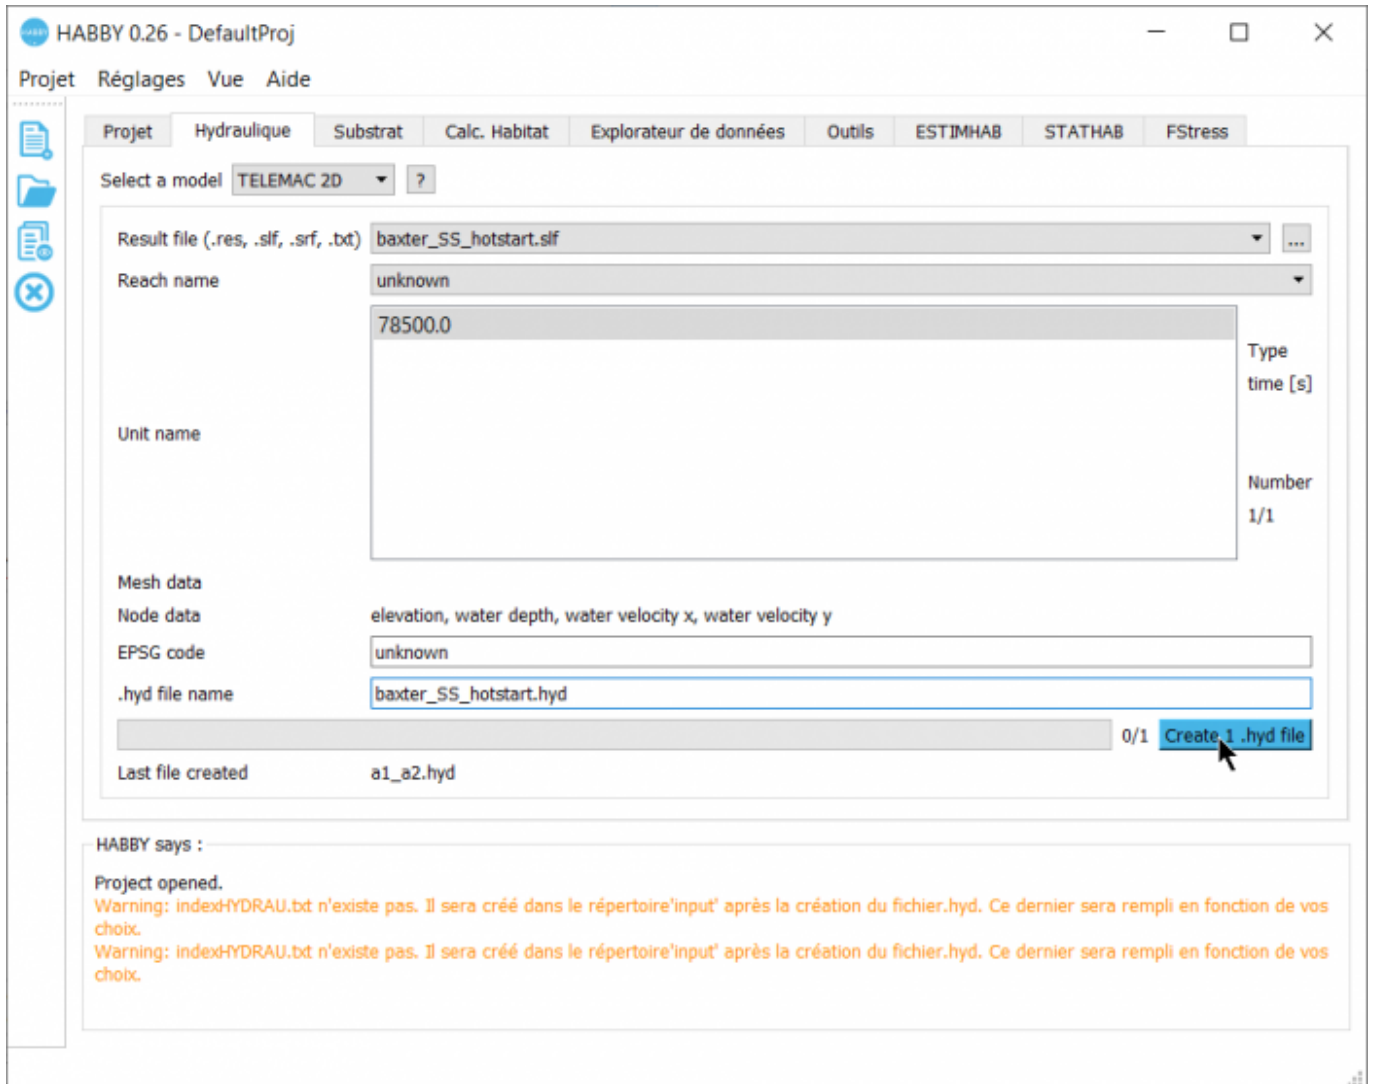 HABBY 0.26 - DefaultProj
Projet Réglages Vue Aide
Projet Hydraulique Substrat Calc. Habitat Explorateur de données Outils ESTIMHAB STATHAB FStress
Select a model TELEMAC 2D ?
Result file (.res, .slf, .srf, .txt) baxter_SS_hotstart.slf ...
Reach name unknown
78500.0
Type
time [s]
Unit name
Number
1/1
Mesh data
Node data elevation, water depth, water velocity x, water velocity y
EPSG code unknown
.hyd file name baxter_SS_hotstart.hyd
0/1 Create 1 .hyd file
Last file created a1_a2.hyd
HABBY says :
Project opened.
Warning: indexHYDRAU.txt n'existe pas. Il sera créé dans le répertoire'input' après la création du fichier.hyd. Ce dernier sera rempli en fonction de vos
choix.
Warning: indexHYDRAU.txt n'existe pas. Il sera créé dans le répertoire'input' après la création du fichier.hyd. Ce dernier sera rempli en fonction de vos
choix.